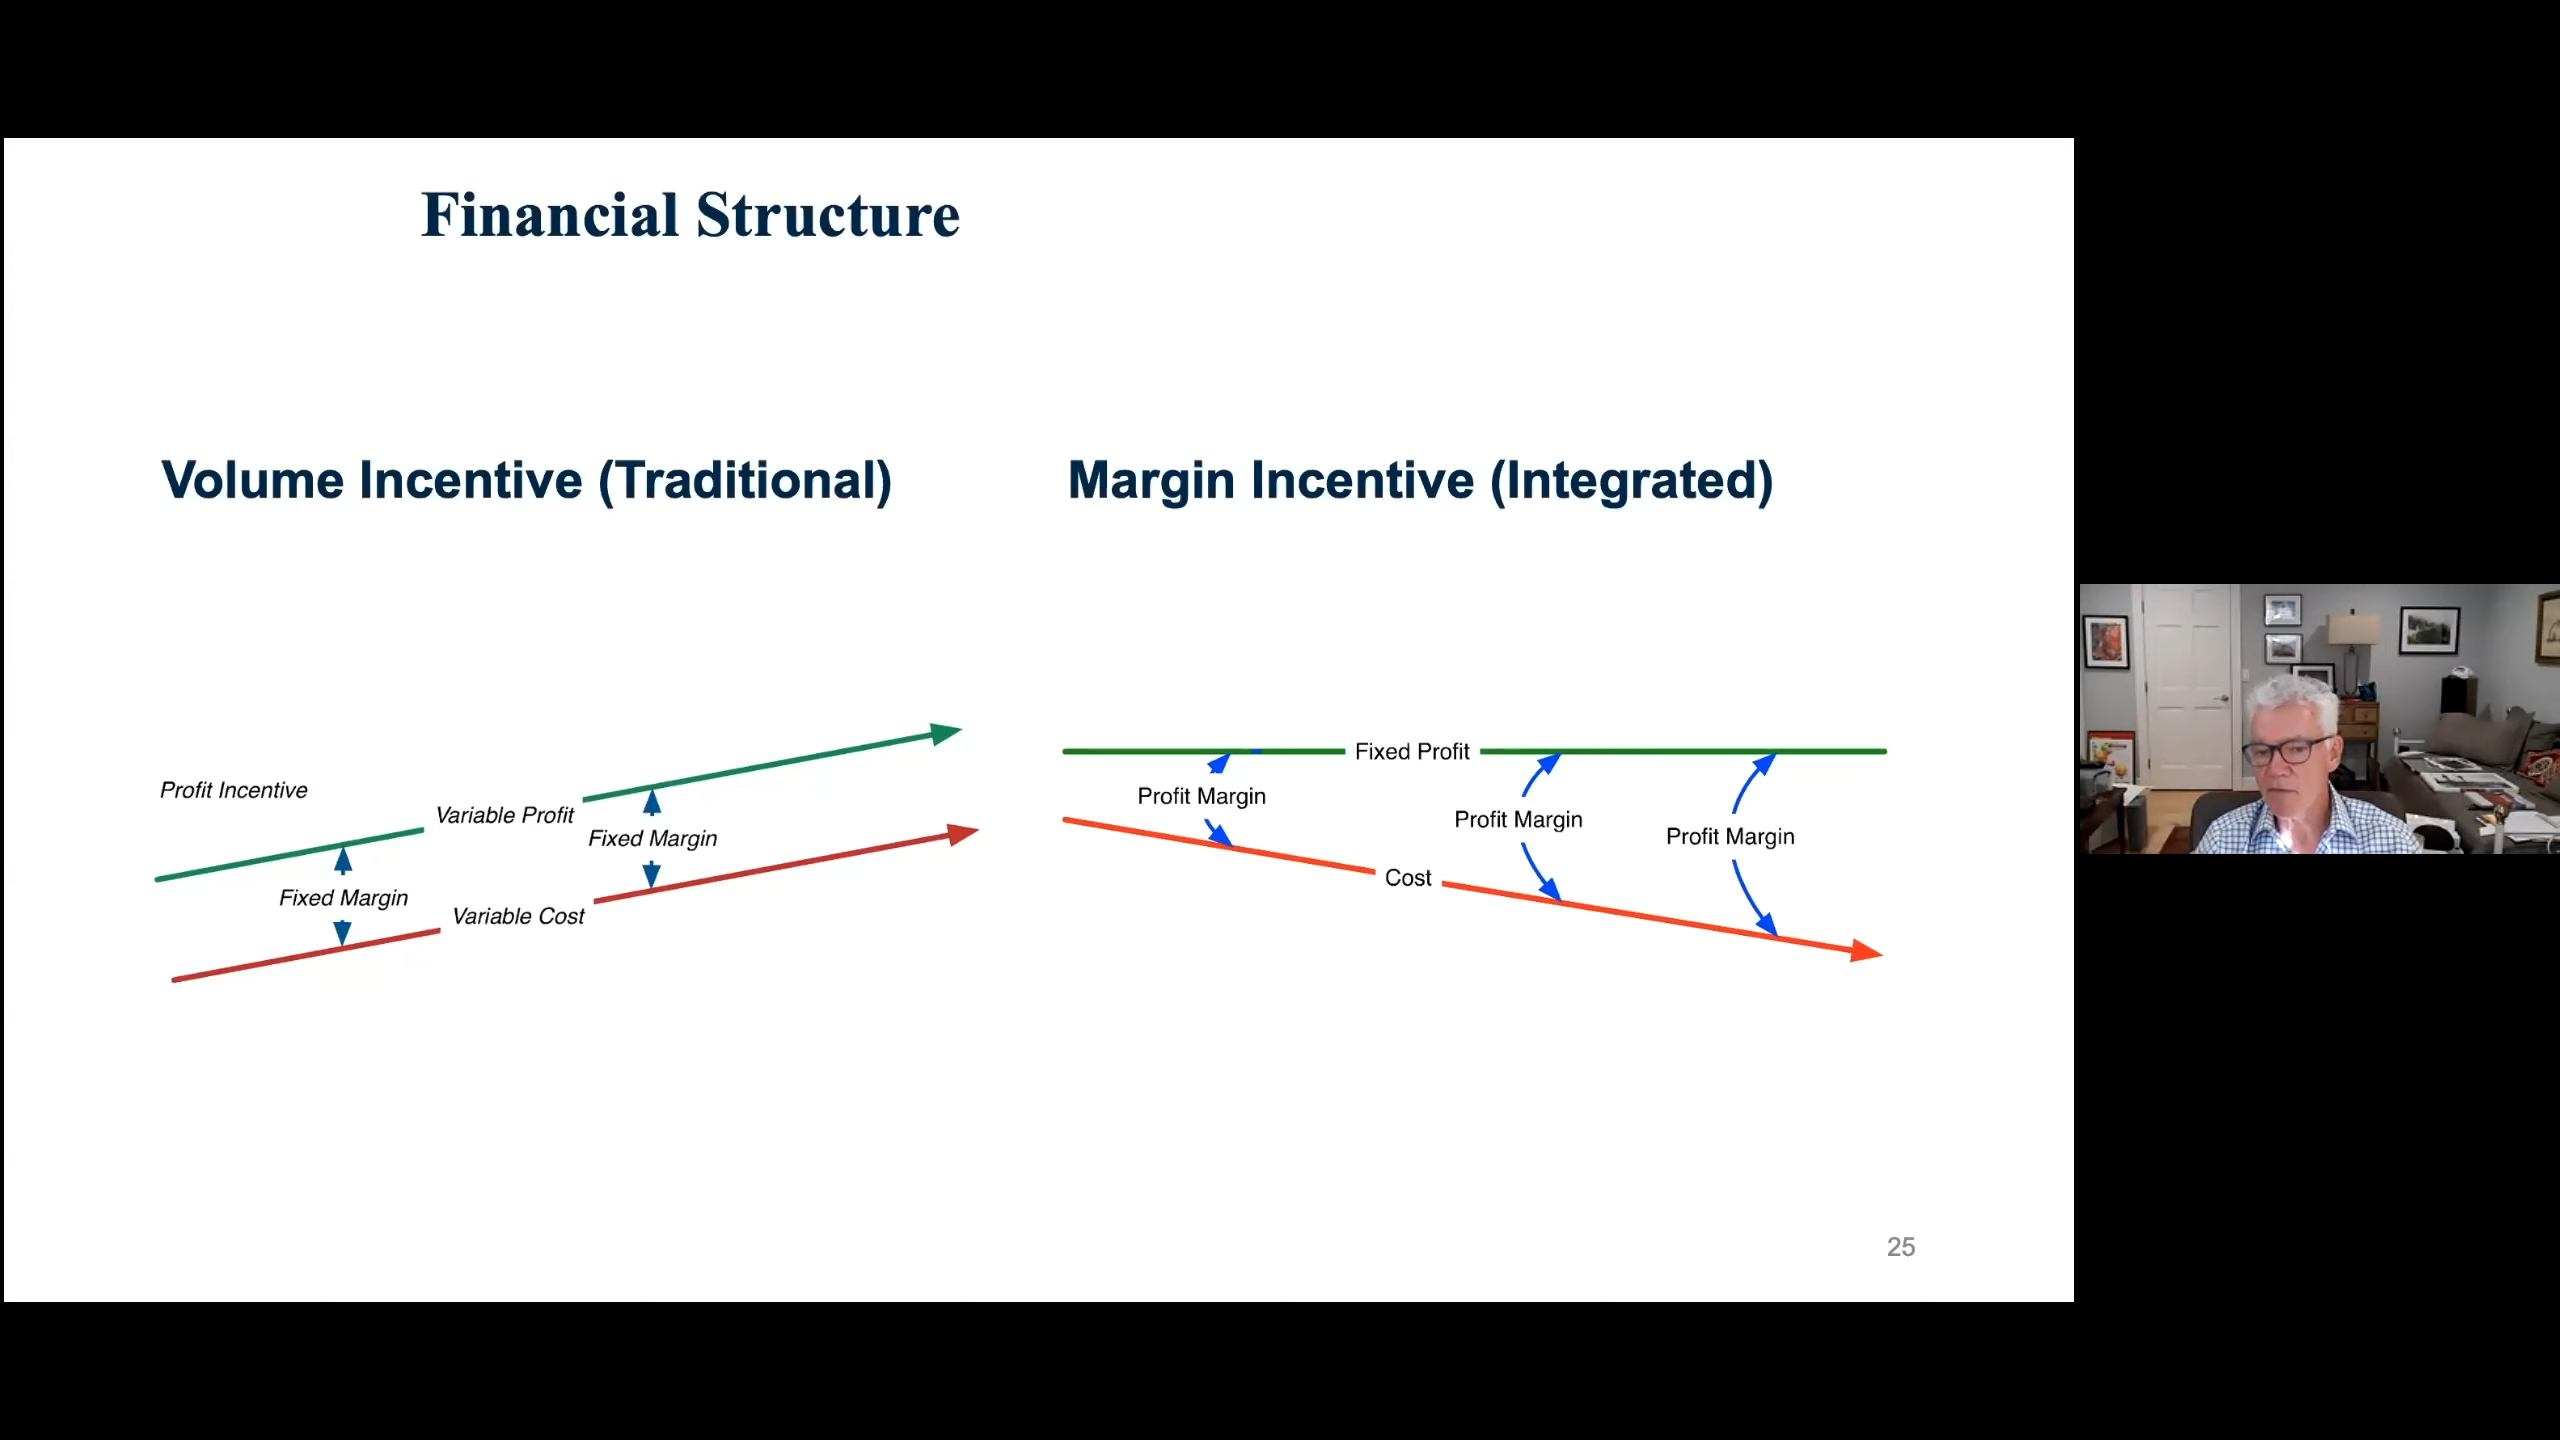 Financial Structure
Volume Incentive (Traditional)
Margin Incentive (Integrated)
Profit Incentive
Variable Profit
Fixed Margin
Fixed Margin
Variable Cost
Fixed Profit
Profit Margin
Profit Margin
Profit Margin
Cost
25